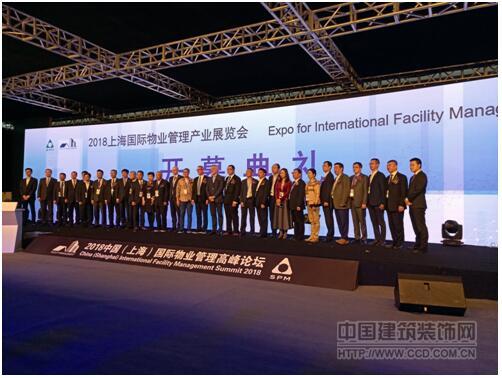 2018上海国际物业管理产业展览会 Expo for International Facility Manag
开幕典礼
2018中国（上海）国际物业管理高峰论坛
China (Shanghai) International Facility Management Summit 2018
SPM
中国建筑装饰网
HTTP://WWW.CCD.COM.CN